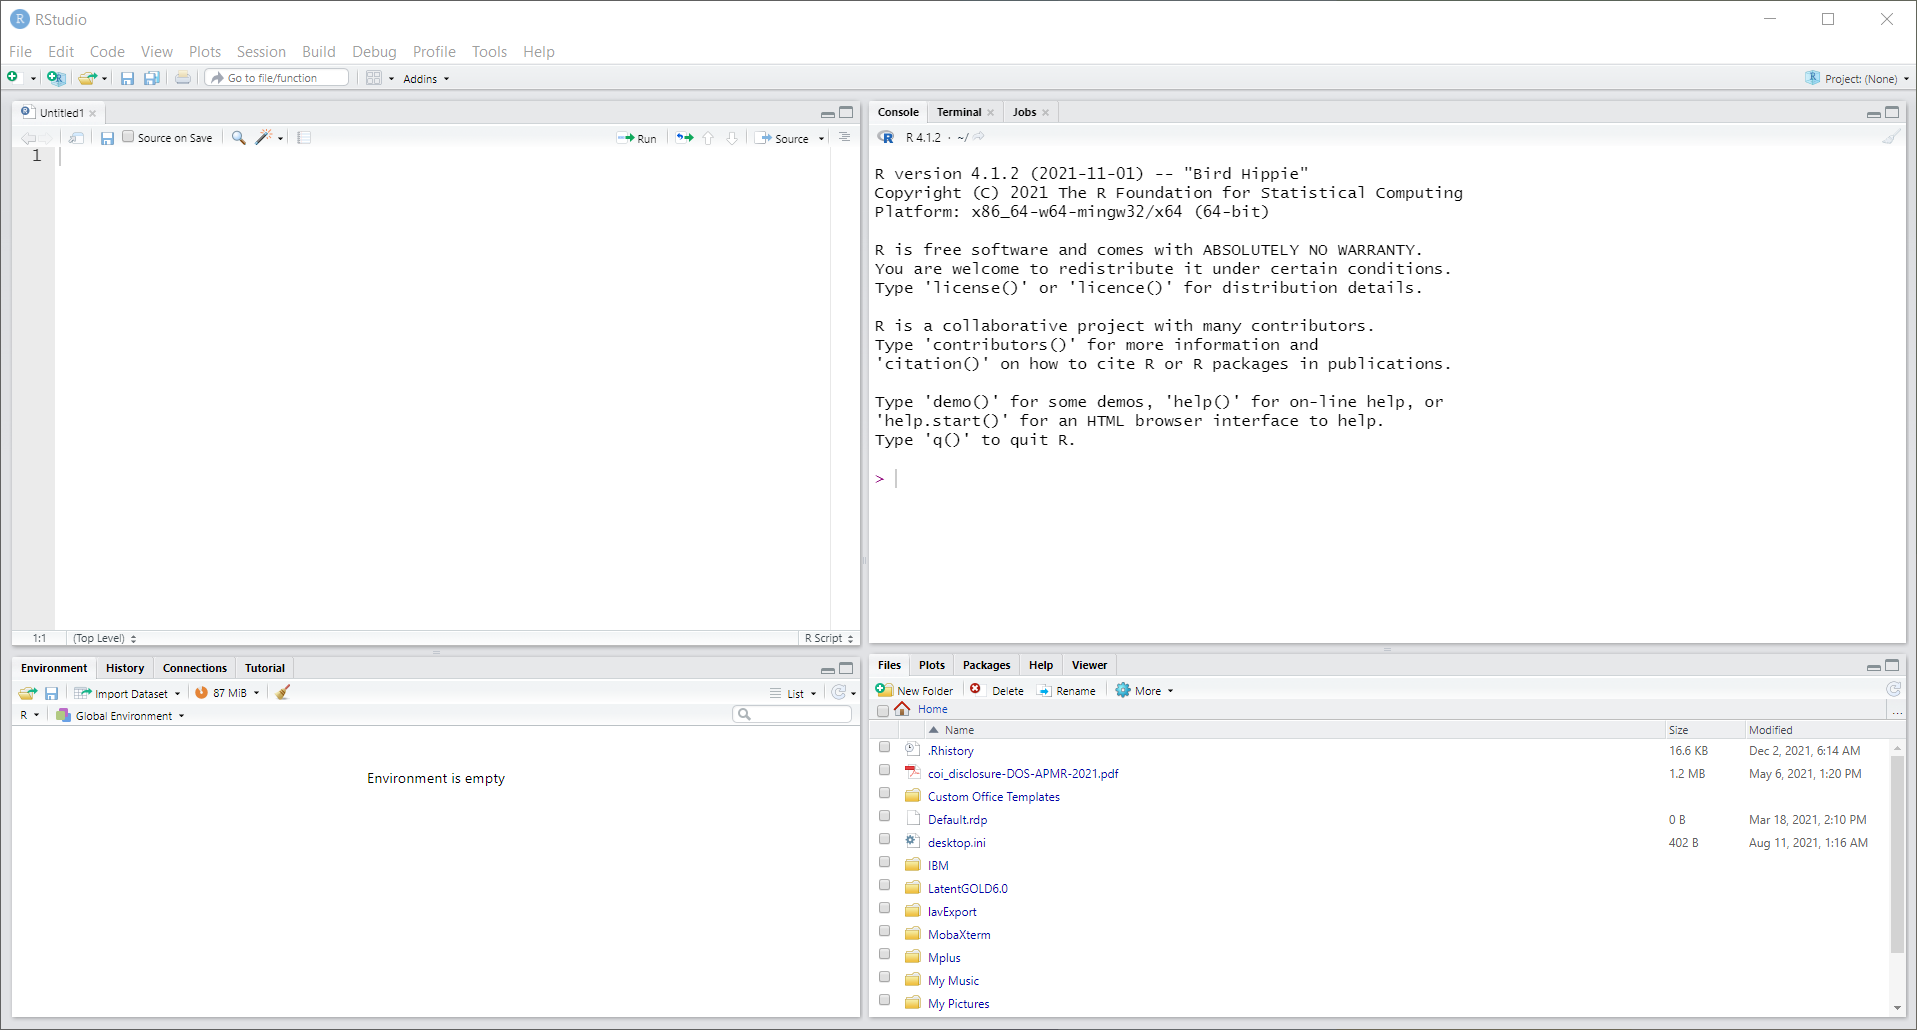 RStudio
File Edit Code View Plots Session Build Debug Profile Tools Help
Go to file/function Addins Project: (None)
Untitled1
Source on Save Run Source
1
1:1 (Top Level) R Script
Environment History Connections Tutorial
Import Dataset 87 MiB List
R Global Environment
Environment is empty
Console Terminal Jobs
R 4.1.2 · ~/
R version 4.1.2 (2021-11-01) -- "Bird Hippie"
Copyright (C) 2021 The R Foundation for Statistical Computing
Platform: x86_64-w64-mingw32/x64 (64-bit)
R is free software and comes with ABSOLUTELY NO WARRANTY.
You are welcome to redistribute it under certain conditions.
Type 'license()' or 'licence()' for distribution details.
R is a collaborative project with many contributors.
Type 'contributors()' for more information and
'citation()' on how to cite R or R packages in publications.
Type 'demo()' for some demos, 'help()' for on-line help, or
'help.start()' for an HTML browser interface to help.
Type 'q()' to quit R.
>
Files Plots Packages Help Viewer
New Folder Delete Rename More
Home ...
Name Size Modified
.Rhistory 16.6 KB Dec 2, 2021, 6:14 AM
coi_disclosure-DOS-APMR-2021.pdf 1.2 MB May 6, 2021, 1:20 PM
Custom Office Templates
Default.rdp 0 B Mar 18, 2021, 2:10 PM
desktop.ini 402 B Aug 11, 2021, 1:16 AM
IBM
LatentGOLD6.0
lavExport
MobaXterm
Mplus
My Music
My Pictures